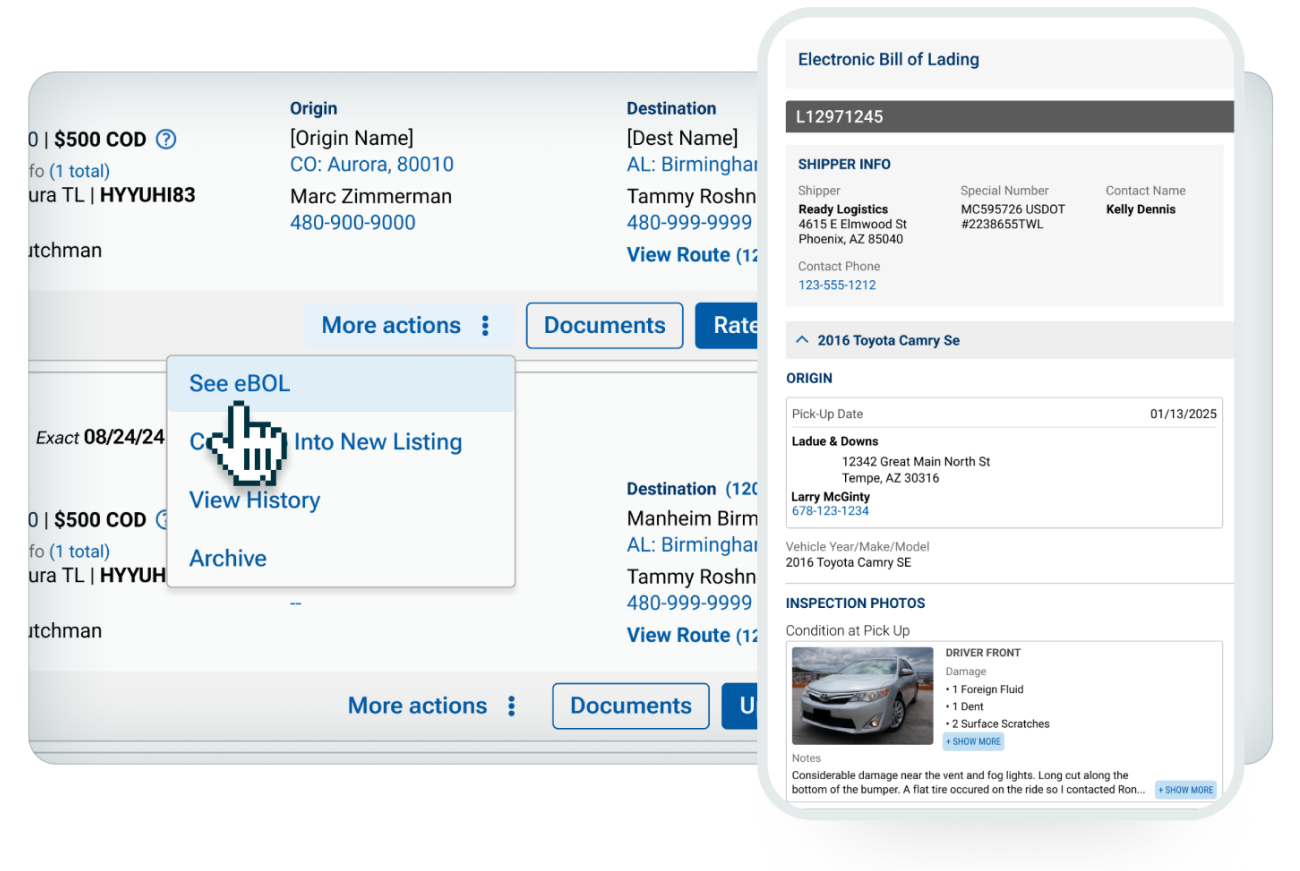 Origin
Destination
0 | $500 COD ?
[Origin Name]
[Dest Name]
fo (1 total)
CO: Aurora, 80010
AL: Birminghar
ura TL | HYYUHI83
Marc Zimmerman
Tammy Roshn
480-900-9000
480-999-9999
utchman
View Route (12
More actions
Documents
Rate
See eBOL
Exact 08/24/24
Into New Listing
View History
Archive
Destination (120
0 | $500 COD
Manheim Birm
fo (1 total)
AL: Birminghar
ura TL | HYYUH
Tammy Roshn
--
480-999-9999
utchman
View Route (12
More actions
Documents
U
Electronic Bill of Lading
L12971245
SHIPPER INFO
Shipper
Special Number
Contact Name
Ready Logistics
MC595726 USDOT
Kelly Dennis
4615 E Elmwood St
#2238655TWL
Phoenix, AZ 85040
Contact Phone
123-555-1212
2016 Toyota Camry Se
ORIGIN
Pick-Up Date
01/13/2025
Ladue & Downs
12342 Great Main North St
Tempe, AZ 30316
Larry McGinty
678-123-1234
Vehicle Year/Make/Model
2016 Toyota Camry SE
INSPECTION PHOTOS
Condition at Pick Up
DRIVER FRONT
Damage
• 1 Foreign Fluid
• 1 Dent
• 2 Surface Scratches
+ SHOW MORE
Notes
Considerable damage near the vent and fog lights. Long cut along the
bottom of the bumper. A flat tire occured on the ride so I contacted Ron...
+ SHOW MORE